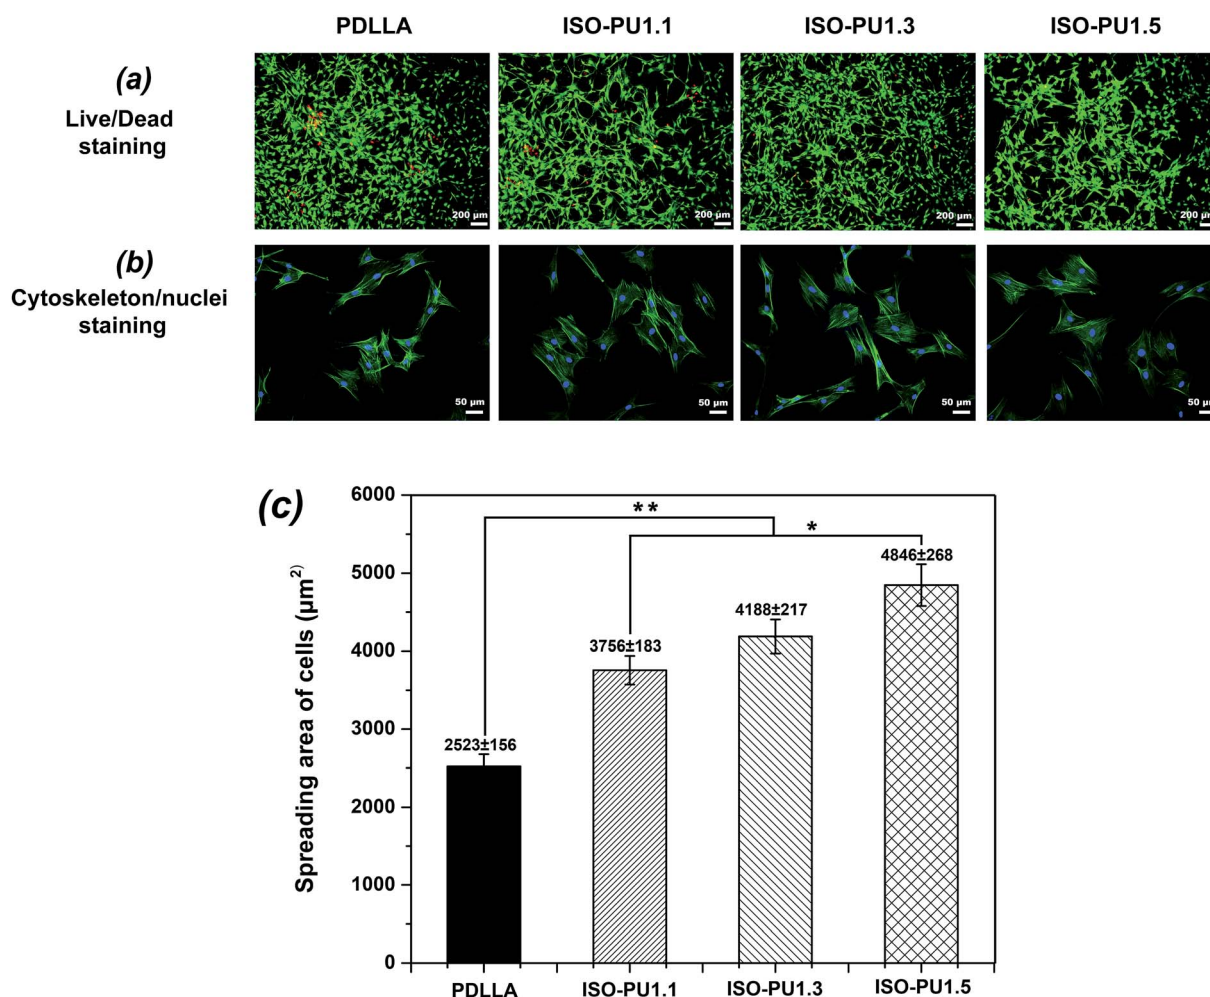 PDLLA ISO-PU1.1 ISO-PU1.3 ISO-PU1.5
(a)
Live/Dead
staining
200 µm 200 µm 200 µm 200 µm
(b)
Cytoskeleton/nuclei
staining
50 µm 50 µm 50 µm 50 µm
(c)
Spreading area of cells (µm²⁾
6000
5000
4000
3000
2000
1000
0
**
*
4846±268
4188±217
3756±183
2523±156
PDLLA ISO-PU1.1 ISO-PU1.3 ISO-PU1.5